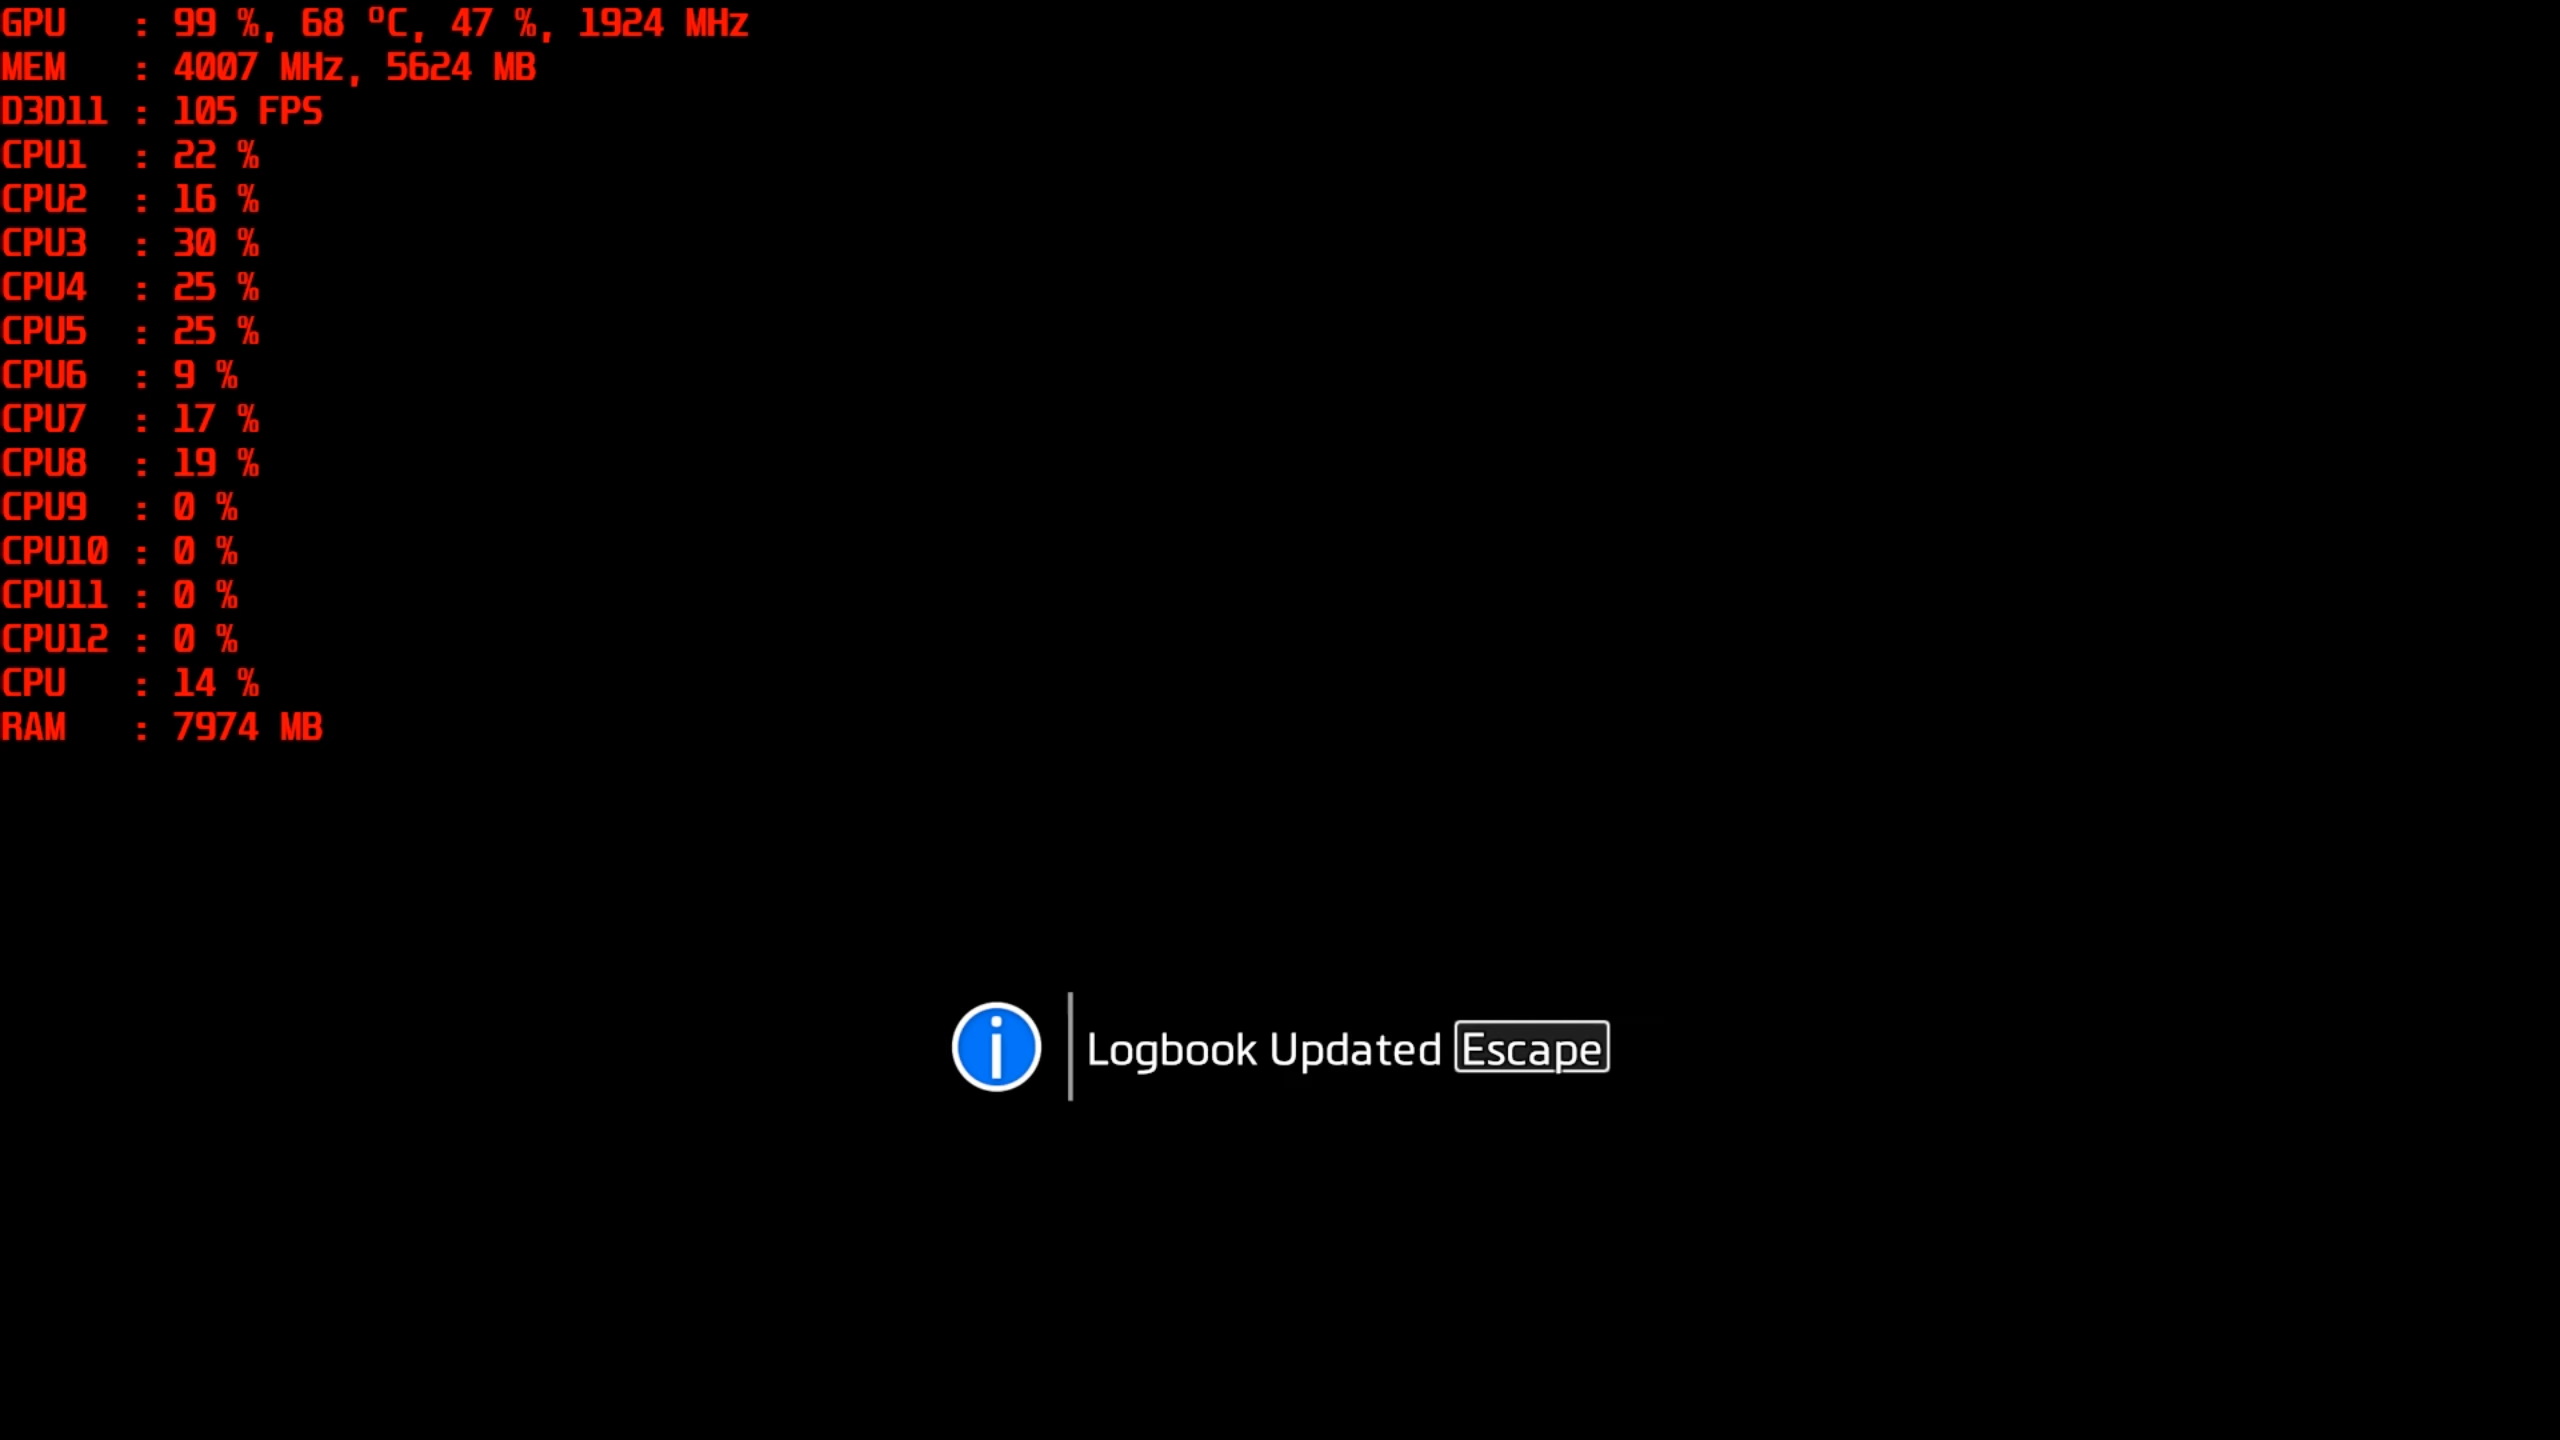 GPU : 99 %, 68 ºC, 47 %, 1924 MHz
MEM : 4007 MHz, 5624 MB
D3D11 : 105 FPS
CPU1 : 22 %
CPU2 : 16 %
CPU3 : 30 %
CPU4 : 25 %
CPU5 : 25 %
CPU6 : 9 %
CPU7 : 17 %
CPU8 : 19 %
CPU9 : 0 %
CPU10 : 0 %
CPU11 : 0 %
CPU12 : 0 %
CPU : 14 %
RAM : 7974 MB
i
Logbook Updated Escape